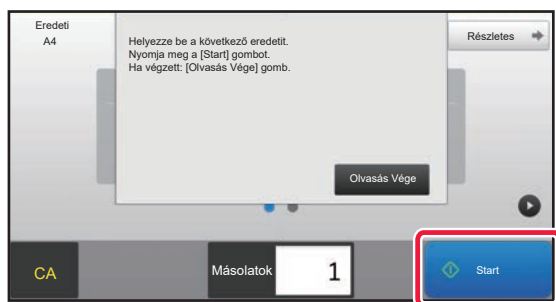 Eredeti
A4
Helyezze be a következő eredetit.
Nyomja meg a [Start] gombot.
Ha végzett: [Olvasás Vége] gomb.
Részletes
Olvasás Vége
CA
Másolatok
1
Start